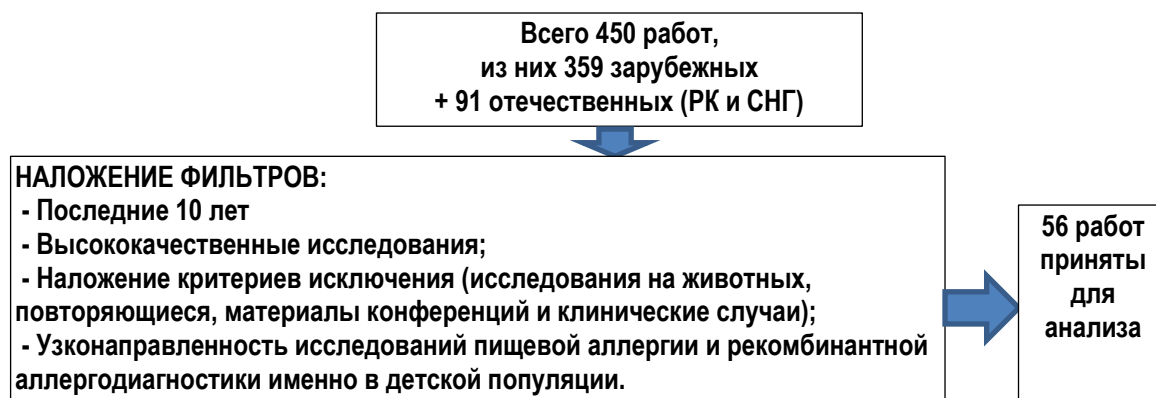 Всего 450 работ,
из них 359 зарубежных
+ 91 отечественных (РК и СНГ)
НАЛОЖЕНИЕ ФИЛЬТРОВ:
- Последние 10 лет
- Высококачественные исследования;
- Наложение критериев исключения (исследования на животных,
повторяющиеся, материалы конференций и клинические случаи);
- Узконаправленность исследований пищевой аллергии и рекомбинантной
аллергодиагностики именно в детской популяции.
56 работ
приняты
для
анализа